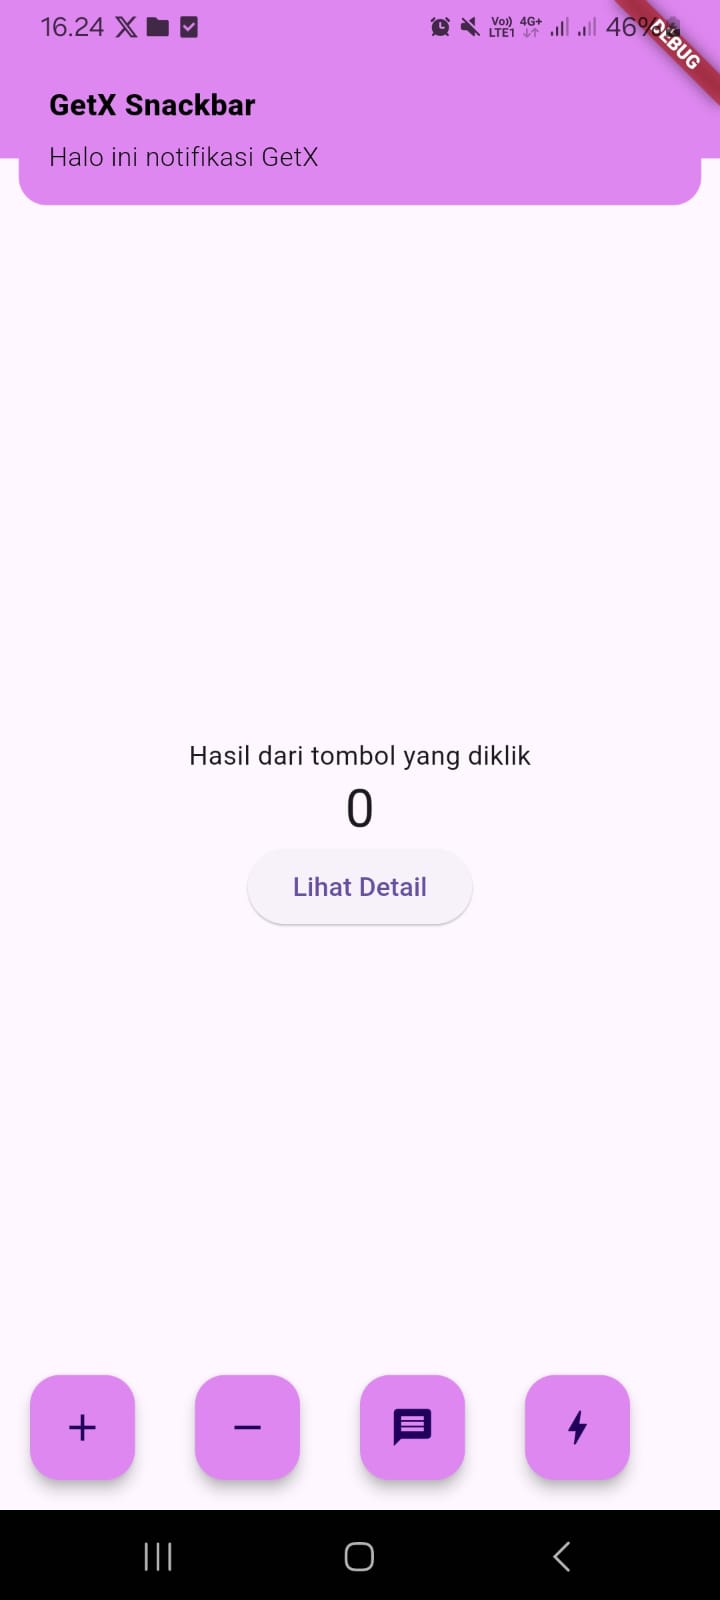 16.24
Vo)) 4G+
LTE1
46%
DEBUG
GetX Snackbar
Halo ini notifikasi GetX
Hasil dari tombol yang diklik
0
Lihat Detail